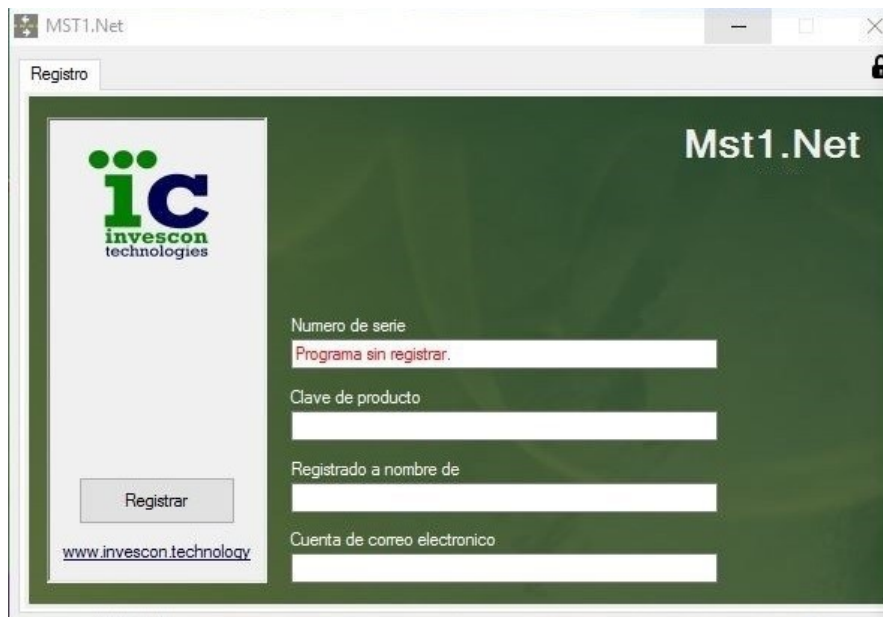 MST1.Net
Registro
Mst1.Net
ic
invescon
technologies
Numero de serie
Programa sin registrar.
Clave de producto
Registrado a nombre de
Registrar
Cuenta de correo electronico
www.invescon.technology